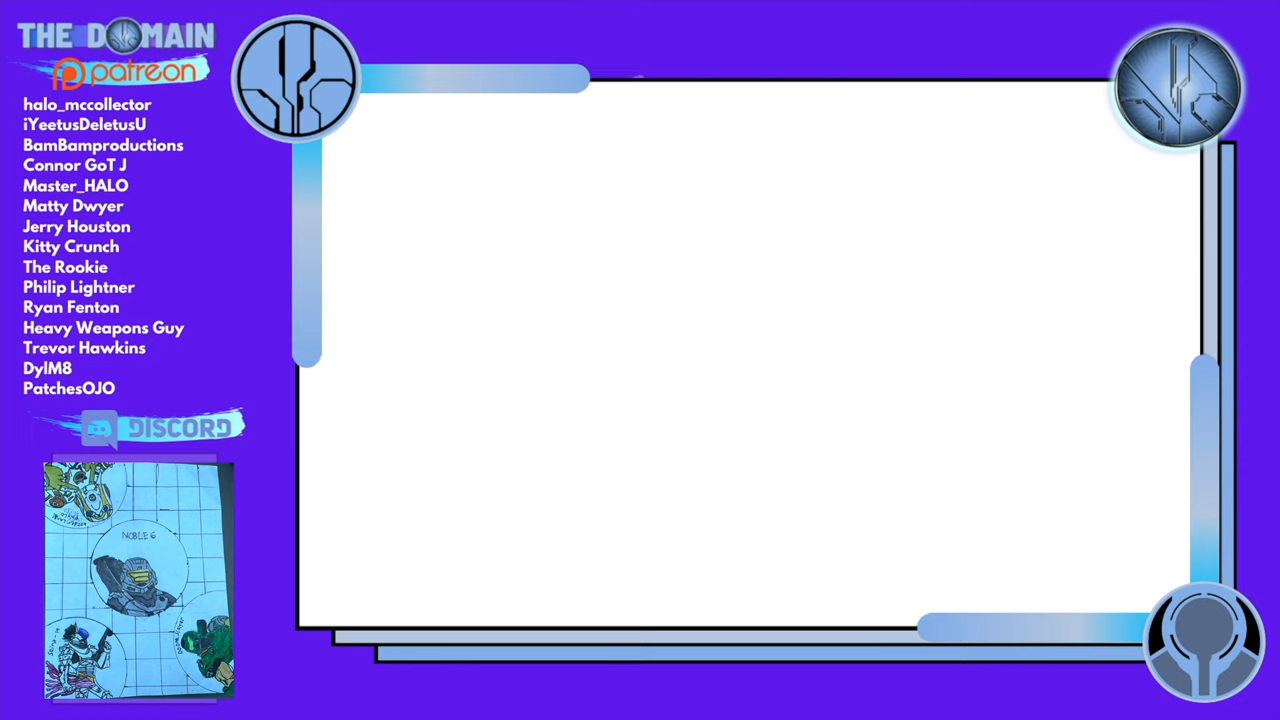 THE DOMAIN
patreon
halo_mccollector
iYeetusDeletusU
BamBamproductions
Connor GoT J
Master_HALO
Matty Dwyer
Jerry Houston
Kitty Crunch
The Rookie
Philip Lightner
Ryan Fenton
Heavy Weapons Guy
Trevor Hawkins
DylM8
PatchesOJO
DISCORD
NOBLE 6